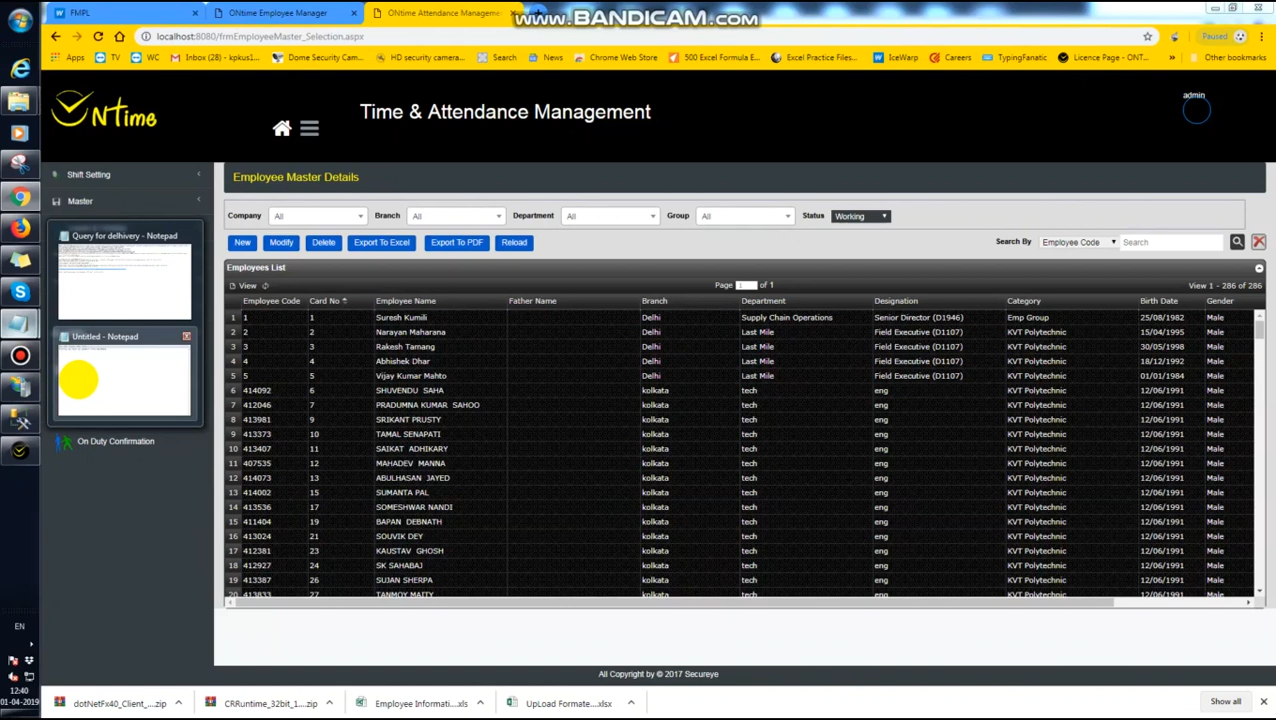 FMPL
ONtime Employee Manager
ONtime Attendance Manageme
www.BANDICAM.com
localhost:8080/frmEmployeeMaster_Selection.aspx
Paused
Apps
TV
WC
Inbox (28) - kpkus1
Dome Security Cam...
HD security camera...
Search
News
Chrome Web Store
500 Excel Formula E...
Excel Practice Files...
IceWarp
Careers
TypingFanatic
Licence Page - ONT...
Other bookmarks
ONtime
Time & Attendance Management
admin
Shift Setting
Master
Query for delhivery - Notepad
Untitled - Notepad
On Duty Confirmation
Employee Master Details
Company All Branch All Department All Group All Status Working
New Modify Delete Export To Excel Export To PDF Reload Search By Employee Code Search
Employees List
View Page 1 of 1 View 1 - 286 of 286
Employee Code Card No Employee Name Father Name Branch Department Designation Category Birth Date Gender
1 1 1 Suresh Kumili Delhi Supply Chain Operations Senior Director (D1946) Emp Group 25/08/1982 Male
2 2 2 Narayan Maharana Delhi Last Mile Field Executive (D1107) KVT Polytechnic 15/04/1995 Male
3 3 3 Rakesh Tamang Delhi Last Mile Field Executive (D1107) KVT Polytechnic 30/05/1998 Male
4 4 4 Abhishek Dhar Delhi Last Mile Field Executive (D1107) KVT Polytechnic 18/12/1992 Male
5 5 5 Vijay Kumar Mahto Delhi Last Mile Field Executive (D1107) KVT Polytechnic 01/01/1984 Male
6 414092 6 SHUVENDU SAHA kolkata tech eng KVT Polytechnic 12/06/1991 Male
7 412046 7 PRADUMNA KUMAR SAHOO kolkata tech eng KVT Polytechnic 12/06/1991 Male
8 413981 9 SRIKANT PRUSTY kolkata tech eng KVT Polytechnic 12/06/1991 Male
9 413373 10 TAMAL SENAPATI kolkata tech eng KVT Polytechnic 12/06/1991 Male
10 413407 11 SAIKAT ADHIKARY kolkata tech eng KVT Polytechnic 12/06/1991 Male
11 407535 12 MAHADEV MANNA kolkata tech eng KVT Polytechnic 12/06/1991 Male
12 414073 13 ABULHASAN JAYED kolkata tech eng KVT Polytechnic 12/06/1991 Male
13 414002 15 SUMANTA PAL kolkata tech eng KVT Polytechnic 12/06/1991 Male
14 413536 17 SOMESHWAR NANDI kolkata tech eng KVT Polytechnic 12/06/1991 Male
15 411404 19 BAPAN DEBNATH kolkata tech eng KVT Polytechnic 12/06/1991 Male
16 413024 21 SOUVIK DEY kolkata tech eng KVT Polytechnic 12/06/1991 Male
17 412381 23 KAUSTAV GHOSH kolkata tech eng KVT Polytechnic 12/06/1991 Male
18 412927 24 SK SAHABAJ kolkata tech eng KVT Polytechnic 12/06/1991 Male
19 413387 26 SUJAN SHERPA kolkata tech eng KVT Polytechnic 12/06/1991 Male
20 413833 27 TANMOY MAITY kolkata tech eng KVT Polytechnic 12/06/1991 Male
All Copyright by © 2017 Secureye
EN
12:40
01-04-2019
dotNetFx40_Client_....zip
CRRuntime_32bit_1....zip
Employee Informati....xls
UpLoad Formate....xlsx
Show all